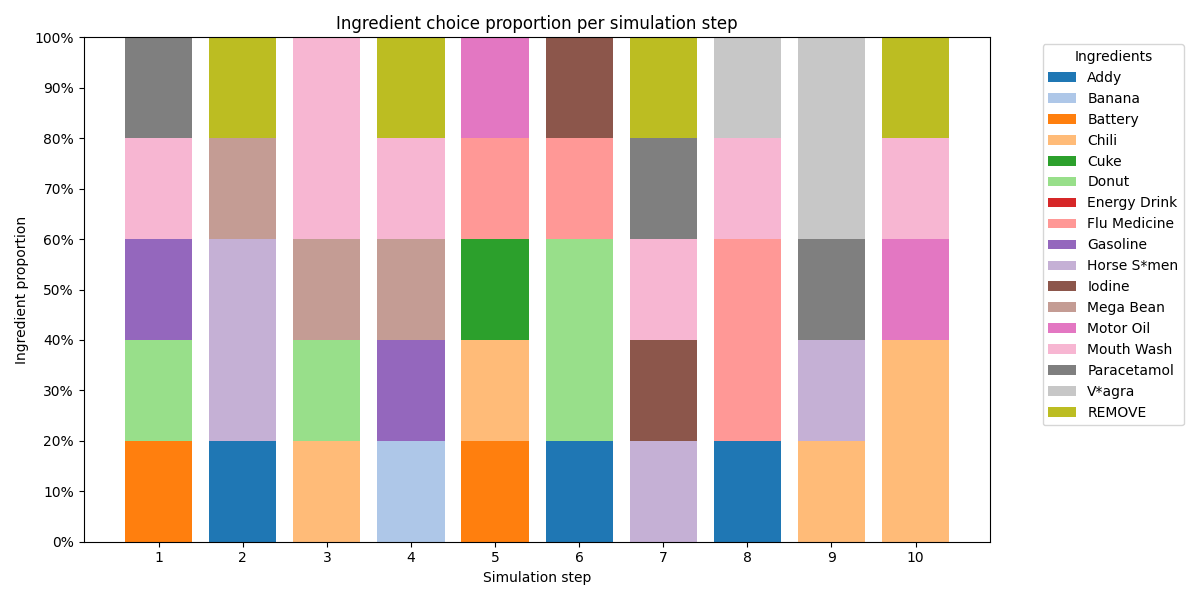 Ingredient choice proportion per simulation step
100%
90%
80%
70%
60%
50%
40%
30%
20%
10%
0%
Ingredient proportion
1 2 3 4 5 6 7 8 9 10
Simulation step
Ingredients
Addy
Banana
Battery
Chili
Cuke
Donut
Energy Drink
Flu Medicine
Gasoline
Horse S*men
Iodine
Mega Bean
Motor Oil
Mouth Wash
Paracetamol
V*agra
REMOVE